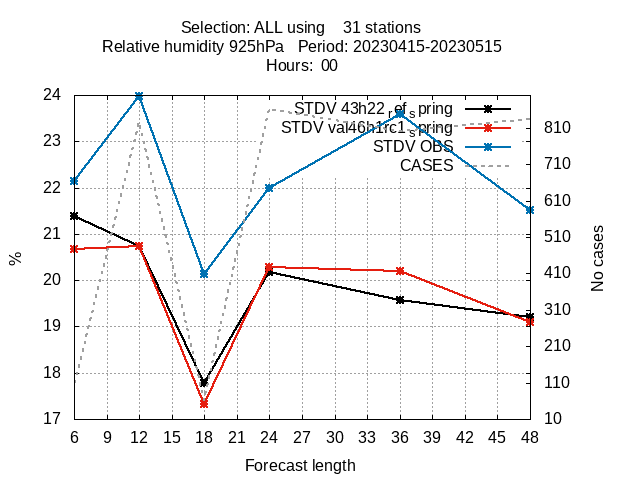 Selection: ALL using    31 stations
Relative humidity 925hPa   Period: 20230415-20230515
Hours:  00
STDV 43h22_ref_spring
STDV val46h1rc1_spring
STDV OBS
CASES
24
23
22
21
20
19
18
17
%
810
710
610
510
410
310
210
110
10
No cases
6 9 12 15 18 21 24 27 30 33 36 39 42 45 48
Forecast length